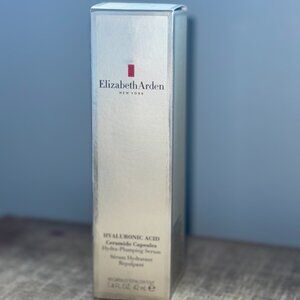 Elizabeth Arden
NEW YORK
HYALURONIC ACID
Ceramide Capsules
Hydra-Plumping Serum
Sérum Hydratant
Repulpant
1.4 FL. OZ. 42 ml ℮